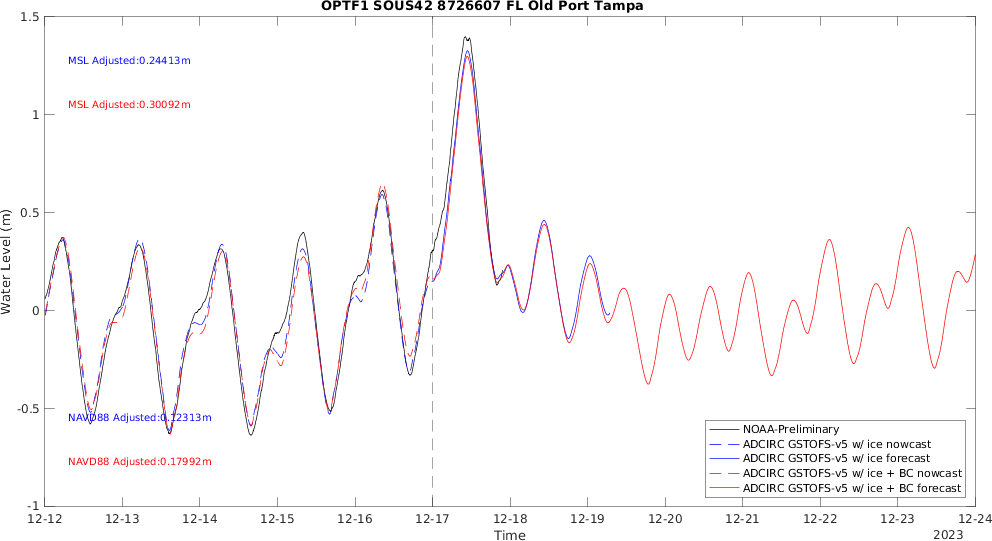 OPTF1 SOUS42 8726607 FL Old Port Tampa
1.5
MSL Adjusted:0.24413m
MSL Adjusted:0.30092m
1
0.5
Water Level (m)
0
-0.5
NAVD88 Adjusted:0.12313m
NAVD88 Adjusted:0.17992m
-1
NOAA-Preliminary
ADCIRC GSTOFS-v5 w/ ice nowcast
ADCIRC GSTOFS-v5 w/ ice forecast
ADCIRC GSTOFS-v5 w/ ice + BC nowcast
ADCIRC GSTOFS-v5 w/ ice + BC forecast
12-12 12-13 12-14 12-15 12-16 12-17 12-18 12-19 12-20 12-21 12-22 12-23 12-24
Time
2023